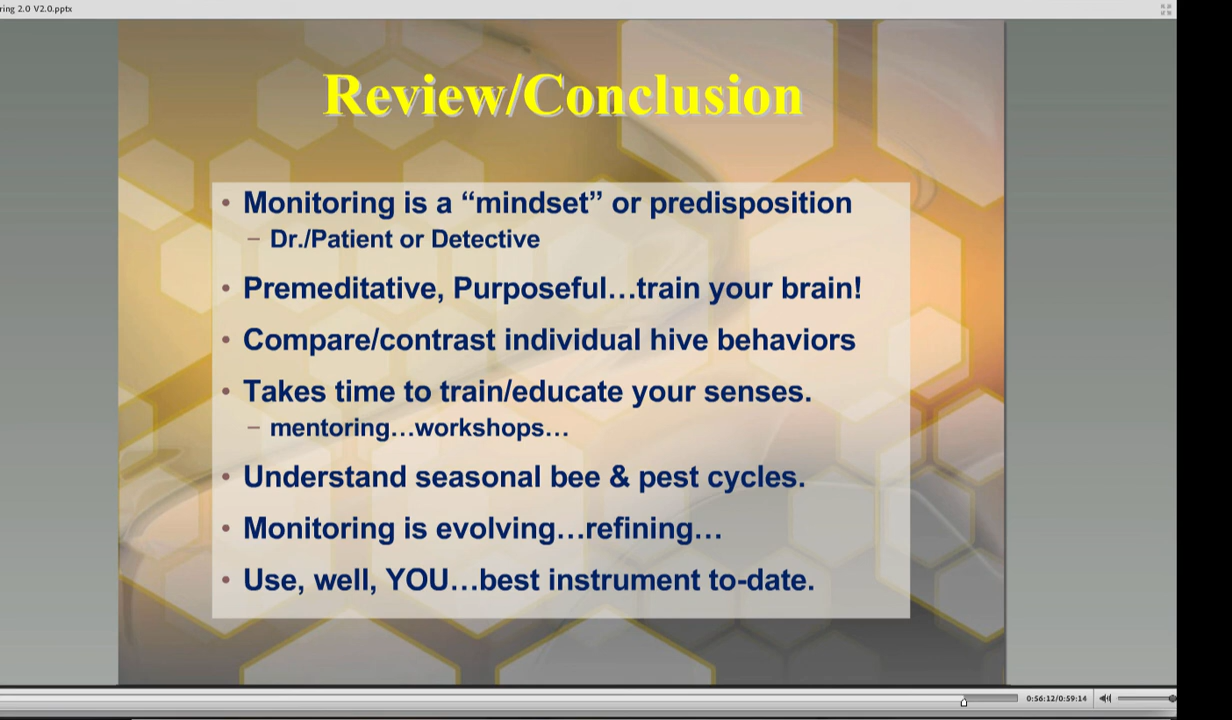 ring 2.0 V2.0.pptx
Review/Conclusion
• Monitoring is a “mindset” or predisposition
– Dr./Patient or Detective
• Premeditative, Purposeful…train your brain!
• Compare/contrast individual hive behaviors
• Takes time to train/educate your senses.
– mentoring…workshops…
• Understand seasonal bee & pest cycles.
• Monitoring is evolving…refining…
• Use, well, YOU…best instrument to-date.
0:56:12/0:59:14